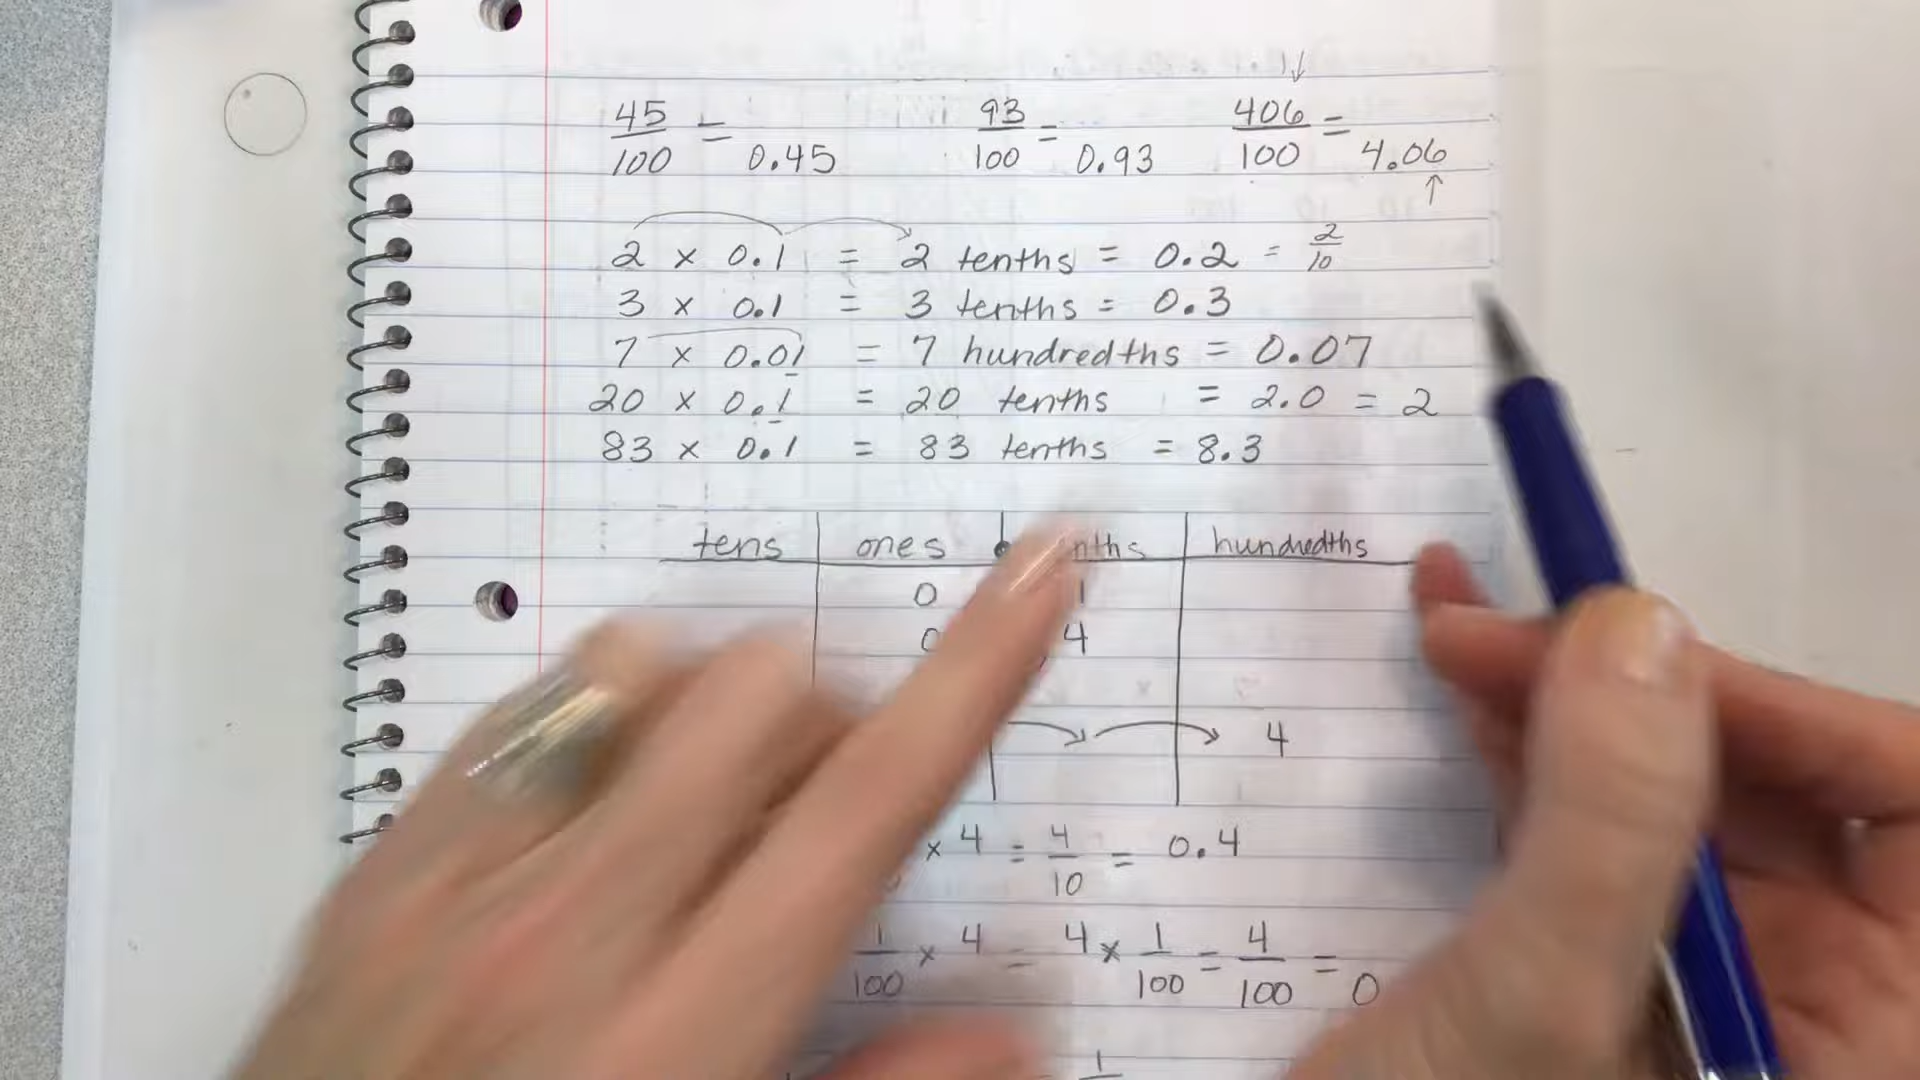 45/100 = 0.45 93/100 = 0.93 406/100 = 4.06
2 × 0.1 = 2 tenths = 0.2 = 2/10
3 × 0.1 = 3 tenths = 0.3
7 × 0.01 = 7 hundredths = 0.07
20 × 0.1 = 20 tenths = 2.0 = 2
83 × 0.1 = 83 tenths = 8.3
tens ones hundredths
0 1
0 4
4
× 4 = 4/10 = 0.4
1/100 × 4 = 4 × 1/100 = 4/100 = 0
1